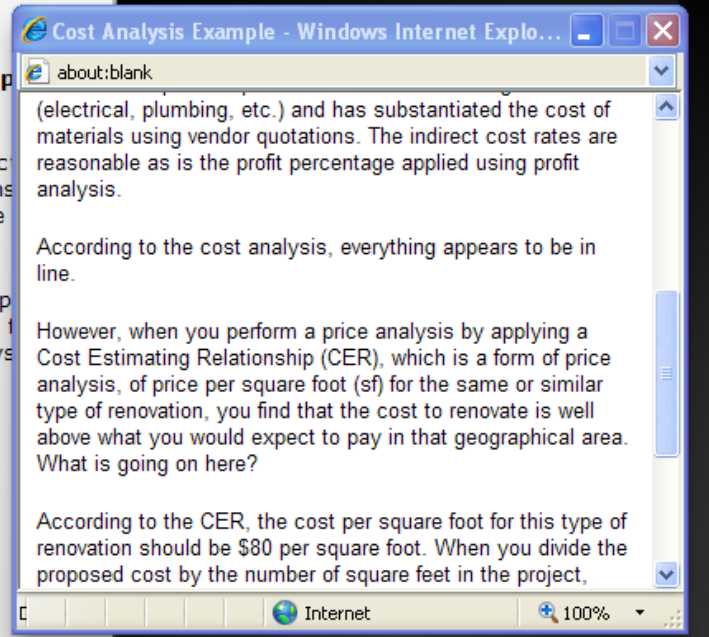 Cost Analysis Example - Windows Internet Explo...
about:blank
(electrical, plumbing, etc.) and has substantiated the cost of
materials using vendor quotations. The indirect cost rates are
reasonable as is the profit percentage applied using profit
analysis.
According to the cost analysis, everything appears to be in
line.
However, when you perform a price analysis by applying a
Cost Estimating Relationship (CER), which is a form of price
analysis, of price per square foot (sf) for the same or similar
type of renovation, you find that the cost to renovate is well
above what you would expect to pay in that geographical area.
What is going on here?
According to the CER, the cost per square foot for this type of
renovation should be $80 per square foot. When you divide the
proposed cost by the number of square feet in the project,
Internet
100%